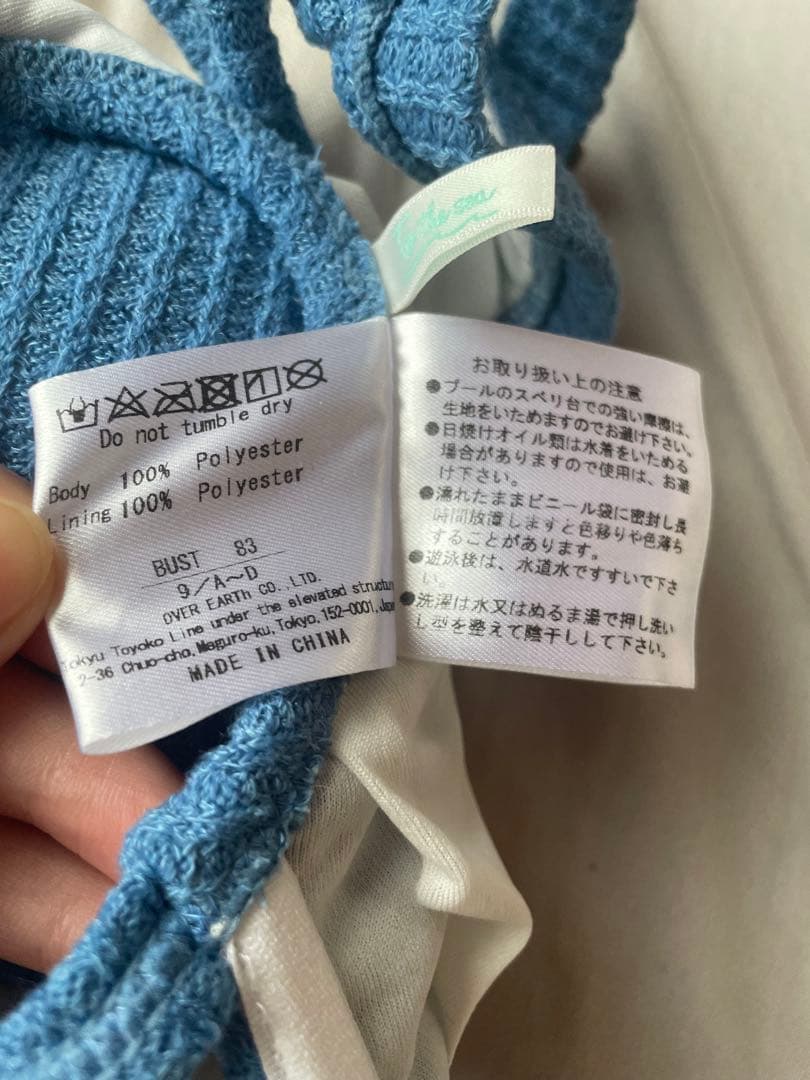 the sea
Do not tumble dry
Body 100% Polyester
Lining 100% Polyester
BUST 83
9/A~D
OVER EARTh CO.,LTD.
Tokyu Toyoko Line under the elevated structure
2-36 Chuo-cho,Meguro-ku,Tokyo,152-0001,Japan
MADE IN CHINA
お取り扱い上の注意
●プールのスベリ台での強い摩擦は、
生地をいためますのでお避け下さい。
●日焼けオイル類は水着をいためる
場合がありますので使用は、お避
け下さい。
●濡れたままビニール袋に密封し長
時間放置しますと色移りや色落ち
することがあります。
●遊泳後は、水道水ですすいで下さ
い。
●洗濯は水又はぬるま湯で押し洗い
し型を整えて陰干しして下さい。